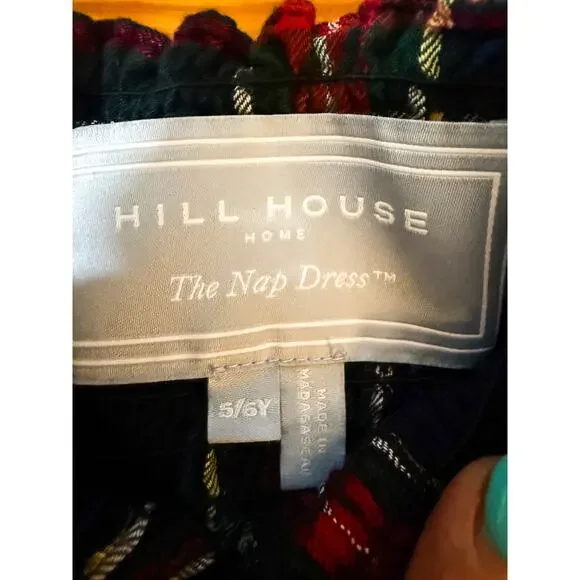 HILL HOUSE
HOME
The Nap Dress™
5/6Y
MADE IN
MADAGASCAR